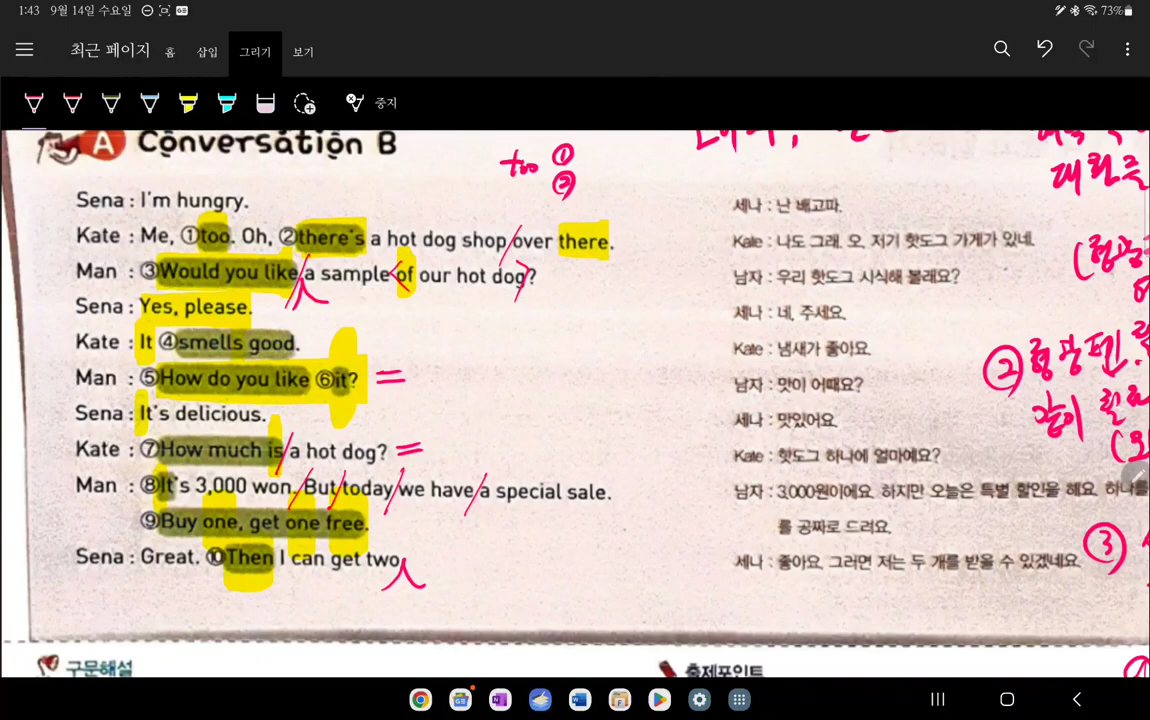 1:43 9월 14일 수요일
73%
최근 페이지 홈 삽입 그리기 보기
중지
A Conversation B
too ①
②
Sena : I'm hungry.
Kate : Me, ①too. Oh, ②there's a hot dog shop over there.
Man : ③Would you like a sample of our hot dog?
Sena : Yes, please.
Kate : It ④smells good.
Man : ⑤How do you like ⑥it? =
Sena : It's delicious.
Kate : ⑦How much is a hot dog? =
Man : ⑧It's 3,000 won. But today we have a special sale.
⑨Buy one, get one free.
Sena : Great. ⑩Then I can get two
세나 : 난 배고파.
Kate : 나도 그래. 오, 저기 핫도그 가게가 있네.
남자 : 우리 핫도그 시식해 볼래요?
세나 : 네, 주세요.
Kate : 냄새가 좋아요.
남자 : 맛이 어때요?
세나 : 맛있어요.
Kate : 핫도그 하나에 얼마예요?
남자 : 3,000원이에요. 하지만 오늘은 특별 할인을 해요. 하나를
를 공짜로 드려요.
세나 : 좋아요. 그러면 저는 두 개를 받을 수 있겠네요.
② 형광펜
같이
③
구문해설
출제포인트